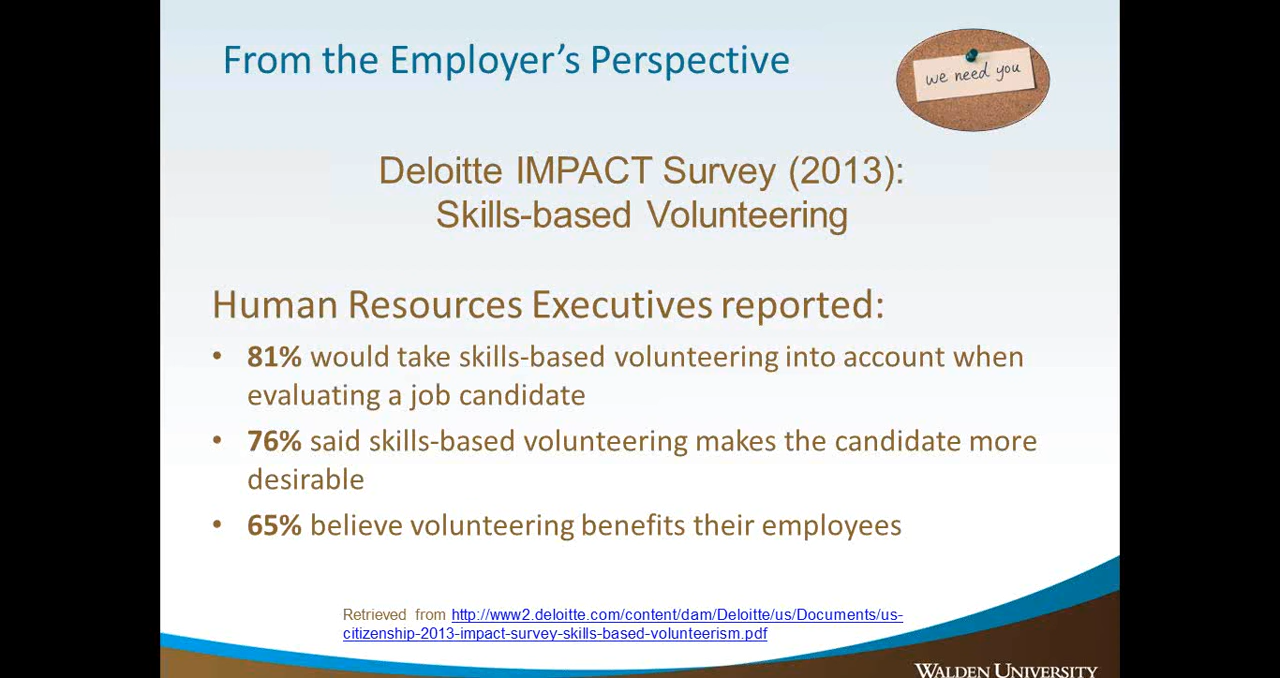 From the Employer's Perspective
we need you
Deloitte IMPACT Survey (2013):
Skills-based Volunteering
Human Resources Executives reported:
• 81% would take skills-based volunteering into account when
evaluating a job candidate
• 76% said skills-based volunteering makes the candidate more
desirable
• 65% believe volunteering benefits their employees
Retrieved from http://www2.deloitte.com/content/dam/Deloitte/us/Documents/us-
citizenship-2013-impact-survey-skills-based-volunteerism.pdf
WALDEN UNIVERSITY